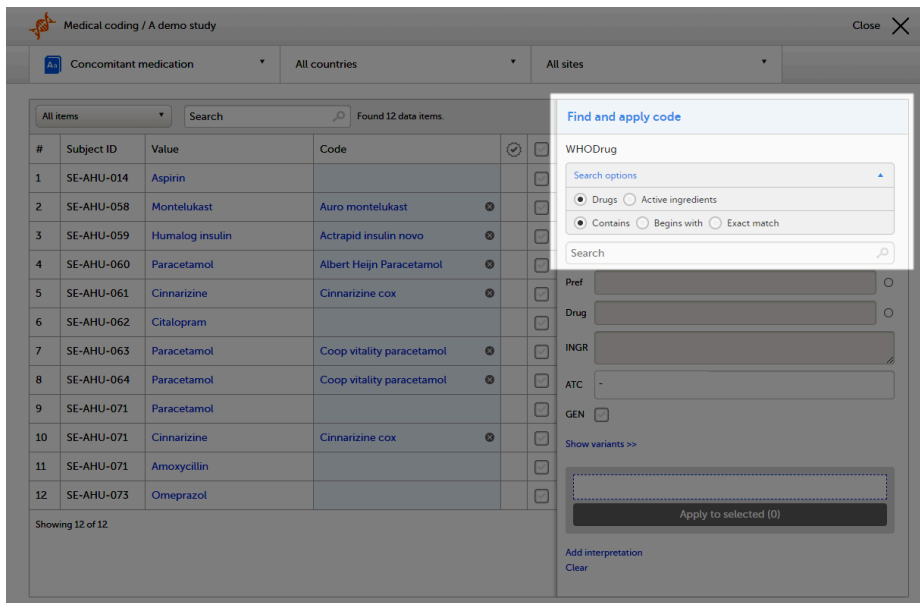 Medical coding / A demo study
Close
Aa Concomitant medication
All countries
All sites
All items
Search
Found 12 data items.
# Subject ID Value Code
1 SE-AHU-014 Aspirin
2 SE-AHU-058 Montelukast Auro montelukast
3 SE-AHU-059 Humalog insulin Actrapid insulin novo
4 SE-AHU-060 Paracetamol Albert Heijn Paracetamol
5 SE-AHU-061 Cinnarizine Cinnarizine cox
6 SE-AHU-062 Citalopram
7 SE-AHU-063 Paracetamol Coop vitality paracetamol
8 SE-AHU-064 Paracetamol Coop vitality paracetamol
9 SE-AHU-071 Paracetamol
10 SE-AHU-071 Cinnarizine Cinnarizine cox
11 SE-AHU-071 Amoxycillin
12 SE-AHU-073 Omeprazol
Showing 12 of 12
Find and apply code
WHODrug
Search options
Drugs Active ingredients
Contains Begins with Exact match
Search
Pref
Drug
INGR
ATC -
GEN
Show variants >>
Apply to selected (0)
Add interpretation
Clear